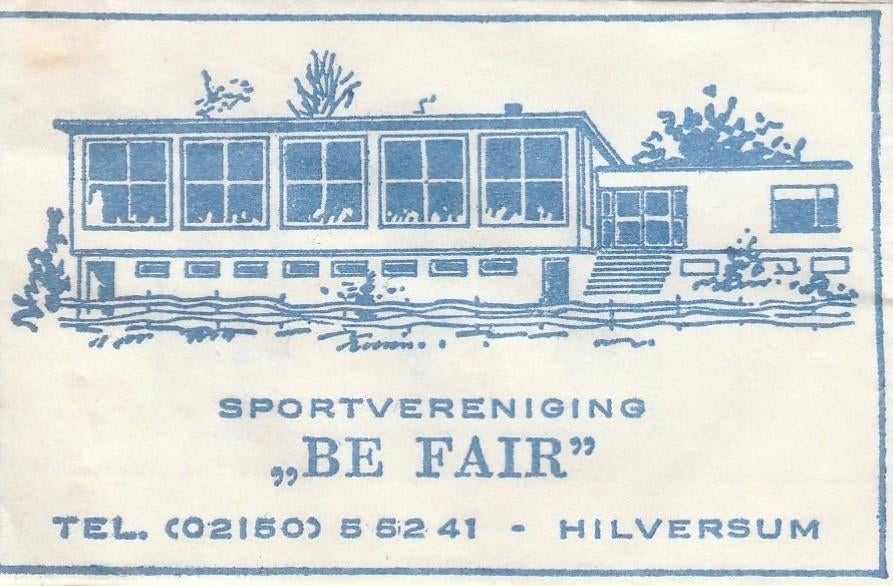 SPORTVERENIGING
„BE FAIR”
TEL. (02150) 5 52 41 - HILVERSUM